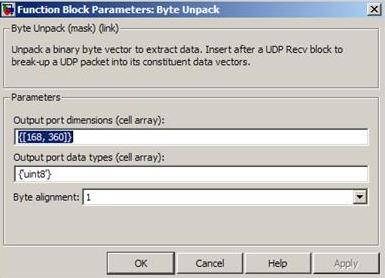 Function Block Parameters: Byte Unpack
Byte Unpack (mask) (link)
Unpack a binary byte vector to extract data. Insert after a UDP Recv block to
break-up a UDP packet into its constituent data vectors.
Parameters
Output port dimensions (cell array):
{[168, 360]}
Output port data types (cell array):
{'uint8'}
Byte alignment: 1
OK Cancel Help Apply